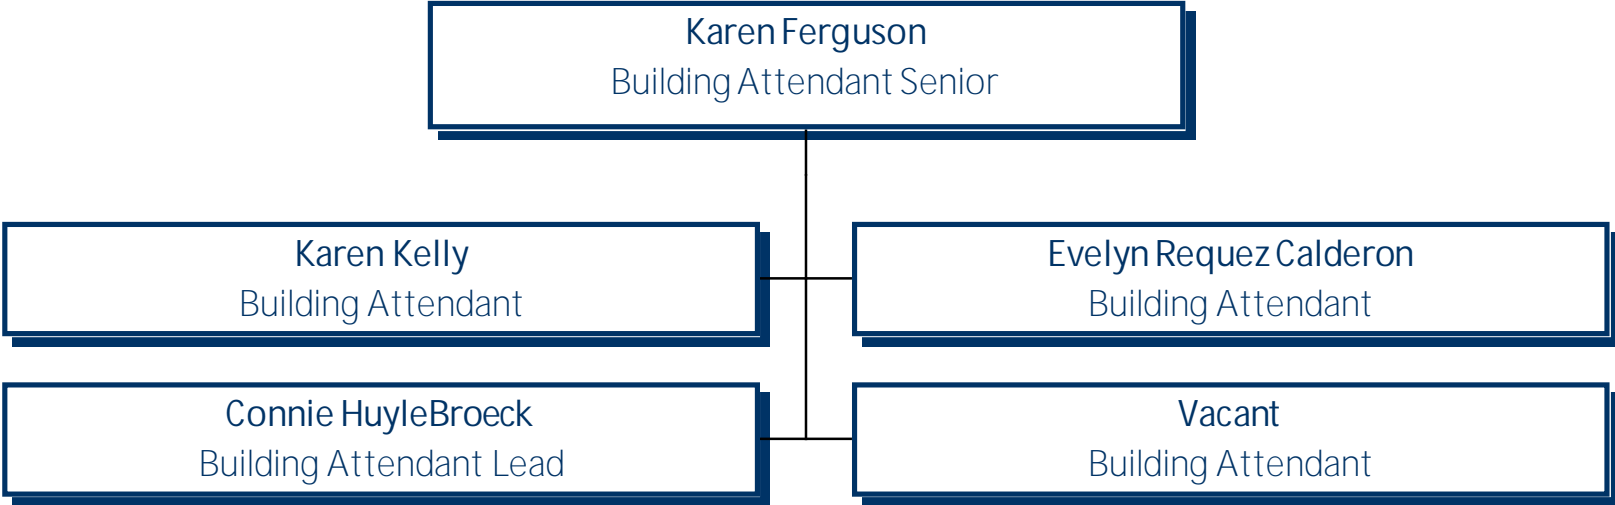 Karen Ferguson
Building Attendant Senior
Karen Kelly
Building Attendant
Evelyn Requez Calderon
Building Attendant
Connie HuyleBroeck
Building Attendant Lead
Vacant
Building Attendant